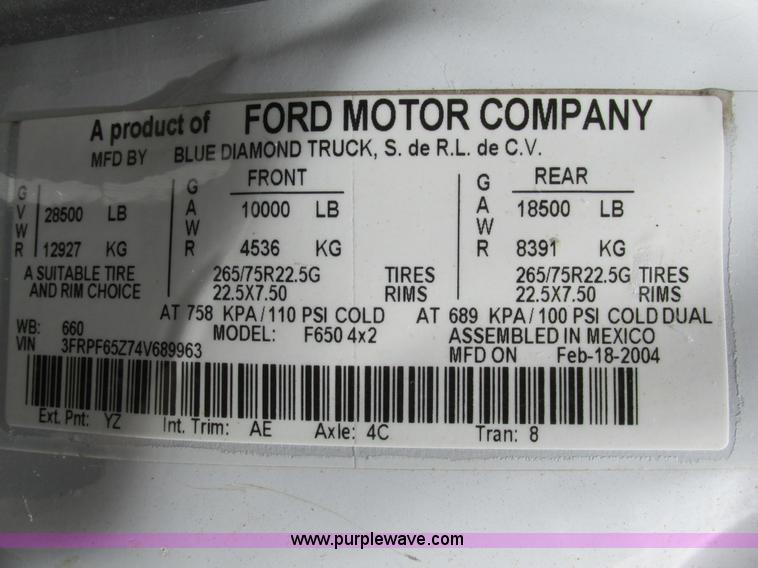 A product of FORD MOTOR COMPANY
MFD BY BLUE DIAMOND TRUCK, S. de R.L. de C.V.
GVWR 28500 LB 12927 KG
GAWR FRONT 10000 LB 4536 KG
GAWR REAR 18500 LB 8391 KG
A SUITABLE TIRE 265/75R22.5G TIRES 265/75R22.5G TIRES
AND RIM CHOICE 22.5X7.50 RIMS 22.5X7.50 RIMS
AT 758 KPA/110 PSI COLD AT 689 KPA/100 PSI COLD DUAL
WB: 660 MODEL: F650 4x2 ASSEMBLED IN MEXICO
VIN 3FRPF65Z74V689963 MFD ON Feb-18-2004
Ext. Pnt: YZ Int. Trim: AE Axle: 4C Tran: 8
www.purplewave.com